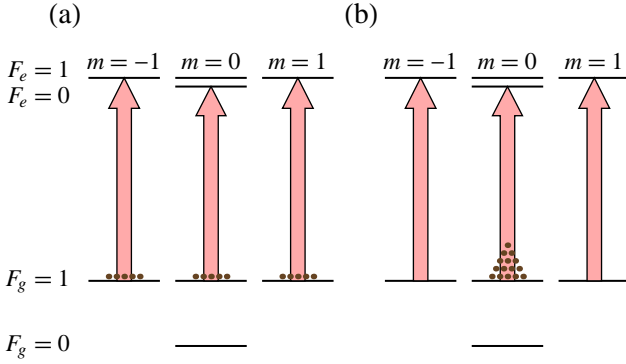 (a) (b)
m = −1 m = 0 m = 1 m = −1 m = 0 m = 1
F_e = 1
F_e = 0
F_g = 1
F_g = 0